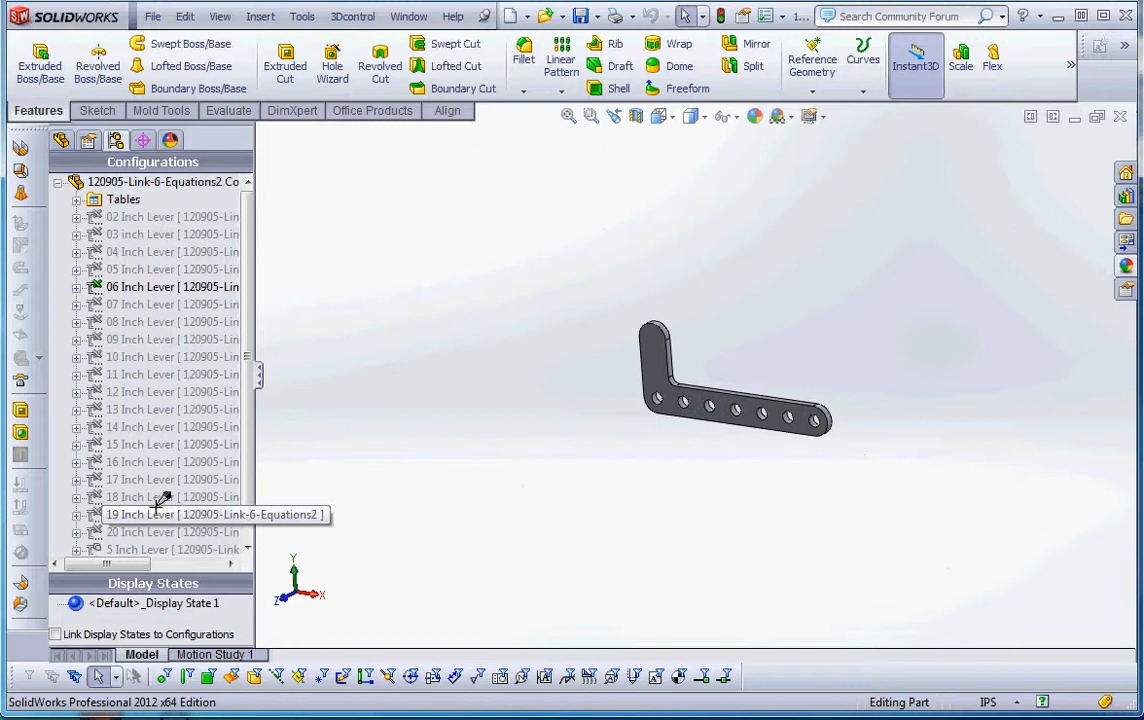 SOLIDWORKS File Edit View Insert Tools 3Dcontrol Window Help 1... Search Community Forum ?
Extruded Boss/Base
Revolved Boss/Base
Swept Boss/Base
Lofted Boss/Base
Boundary Boss/Base
Extruded Cut
Hole Wizard
Revolved Cut
Swept Cut
Lofted Cut
Boundary Cut
Fillet
Linear Pattern
Rib
Draft
Shell
Wrap
Dome
Freeform
Mirror
Split
Reference Geometry
Curves
Instant3D
Scale
Flex
Features Sketch Mold Tools Evaluate DimXpert Office Products Align
Configurations
120905-Link-6-Equations2 Co
Tables
02 Inch Lever [ 120905-Lin
03 inch Lever [ 120905-Lin
04 Inch Lever [ 120905-Lin
05 Inch Lever [ 120905-Lin
06 Inch Lever [ 120905-Lin
07 Inch Lever [ 120905-Lin
08 Inch Lever [ 120905-Lin
09 Inch Lever [ 120905-Lin
10 Inch Lever [ 120905-Lin
11 Inch Lever [ 120905-Lin
12 Inch Lever [ 120905-Lin
13 Inch Lever [ 120905-Lin
14 Inch Lever [ 120905-Lin
15 Inch Lever [ 120905-Lin
16 Inch Lever [ 120905-Lin
17 Inch Lever [ 120905-Lin
18 Inch Lever [ 120905-Lin
19 Inch Lever [ 120905-Link-6-Equations2 ]
20 Inch Lever [ 120905-Lin
5 Inch Lever [ 120905-Link
Y
Z X
Display States
<Default>_Display State 1
Link Display States to Configurations
Model Motion Study 1
SolidWorks Professional 2012 x64 Edition Editing Part IPS ?